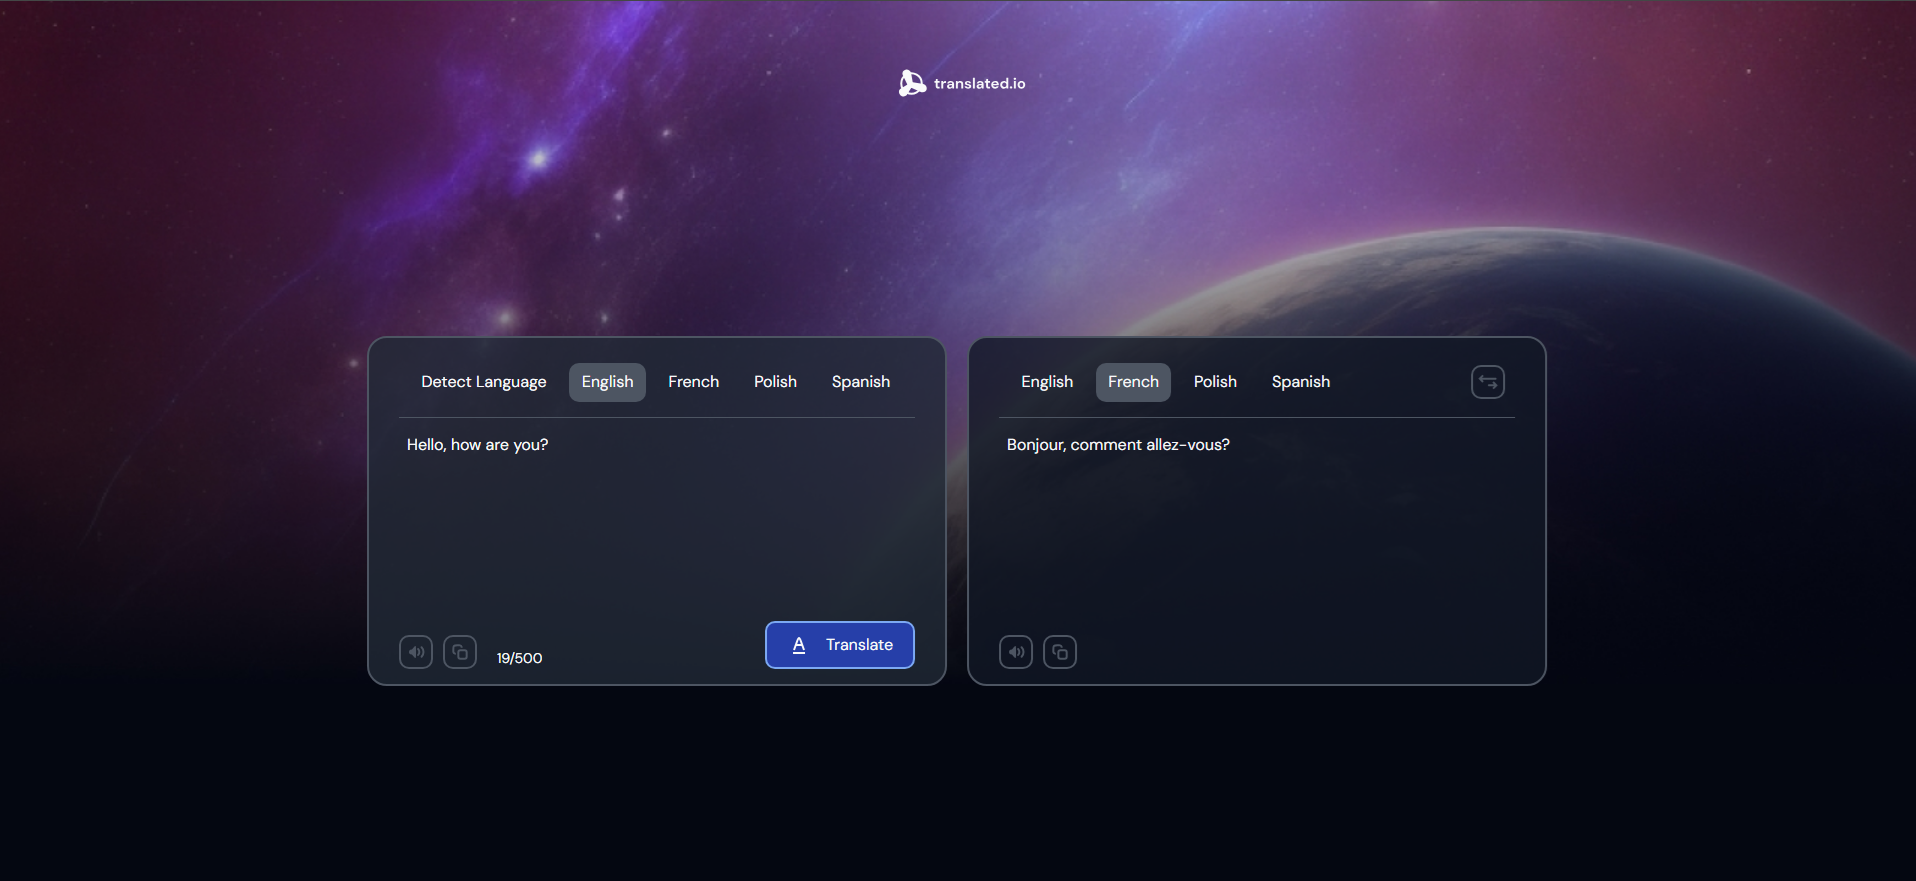 translated.io
Detect Language English French Polish Spanish
Hello, how are you?
19/500
A Translate
English French Polish Spanish
Bonjour, comment allez-vous?